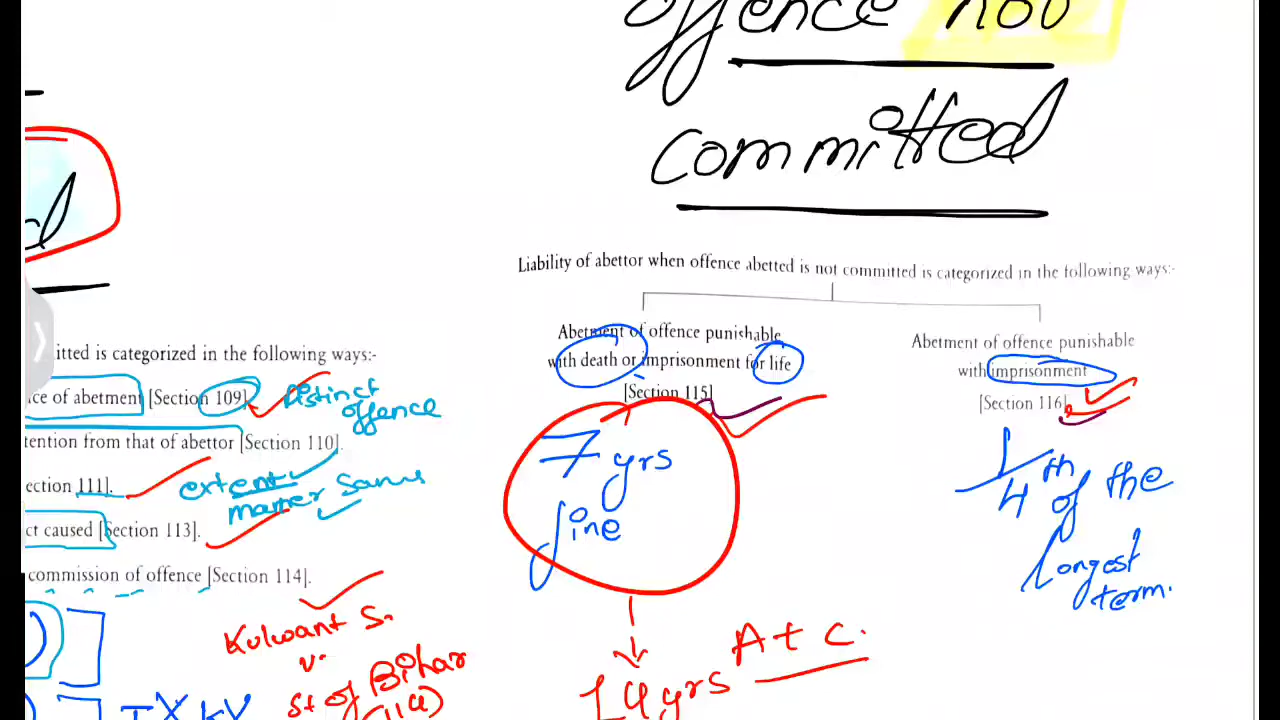 offence not
committed
Liability of abettor when offence abetted is not committed is categorized in the following ways:-
Abetment of offence punishable
with death or imprisonment for life
[Section 115]
7 yrs
fine
14 yrs
A + C.
Abetment of offence punishable
with imprisonment
[Section 116]
1/4 th of the
longest
term.
itted is categorized in the following ways:-
ce of abetment [Section 109]
distinct
offence
tention from that of abettor [Section 110].
ection 111].
extent
manner same
ct caused [Section 113].
commission of offence [Section 114].
Kulwant S.
v.
St of Bihar